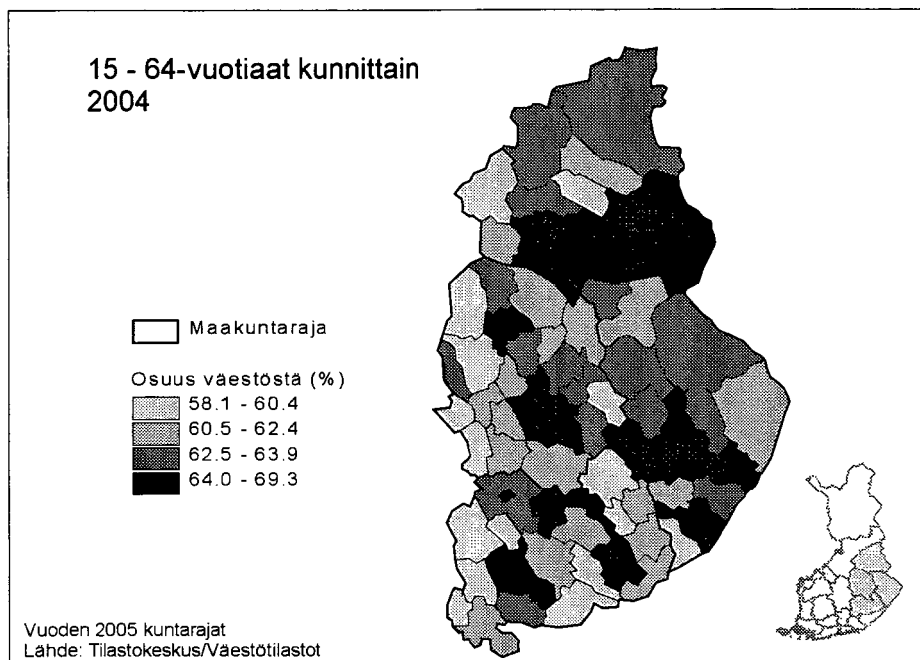 15 - 64-vuotiaat kunnittain
2004
Maakuntaraja
Osuus väestöstä (%)
58.1 - 60.4
60.5 - 62.4
62.5 - 63.9
64.0 - 69.3
Vuoden 2005 kuntarajat
Lähde: Tilastokeskus/Väestötilastot